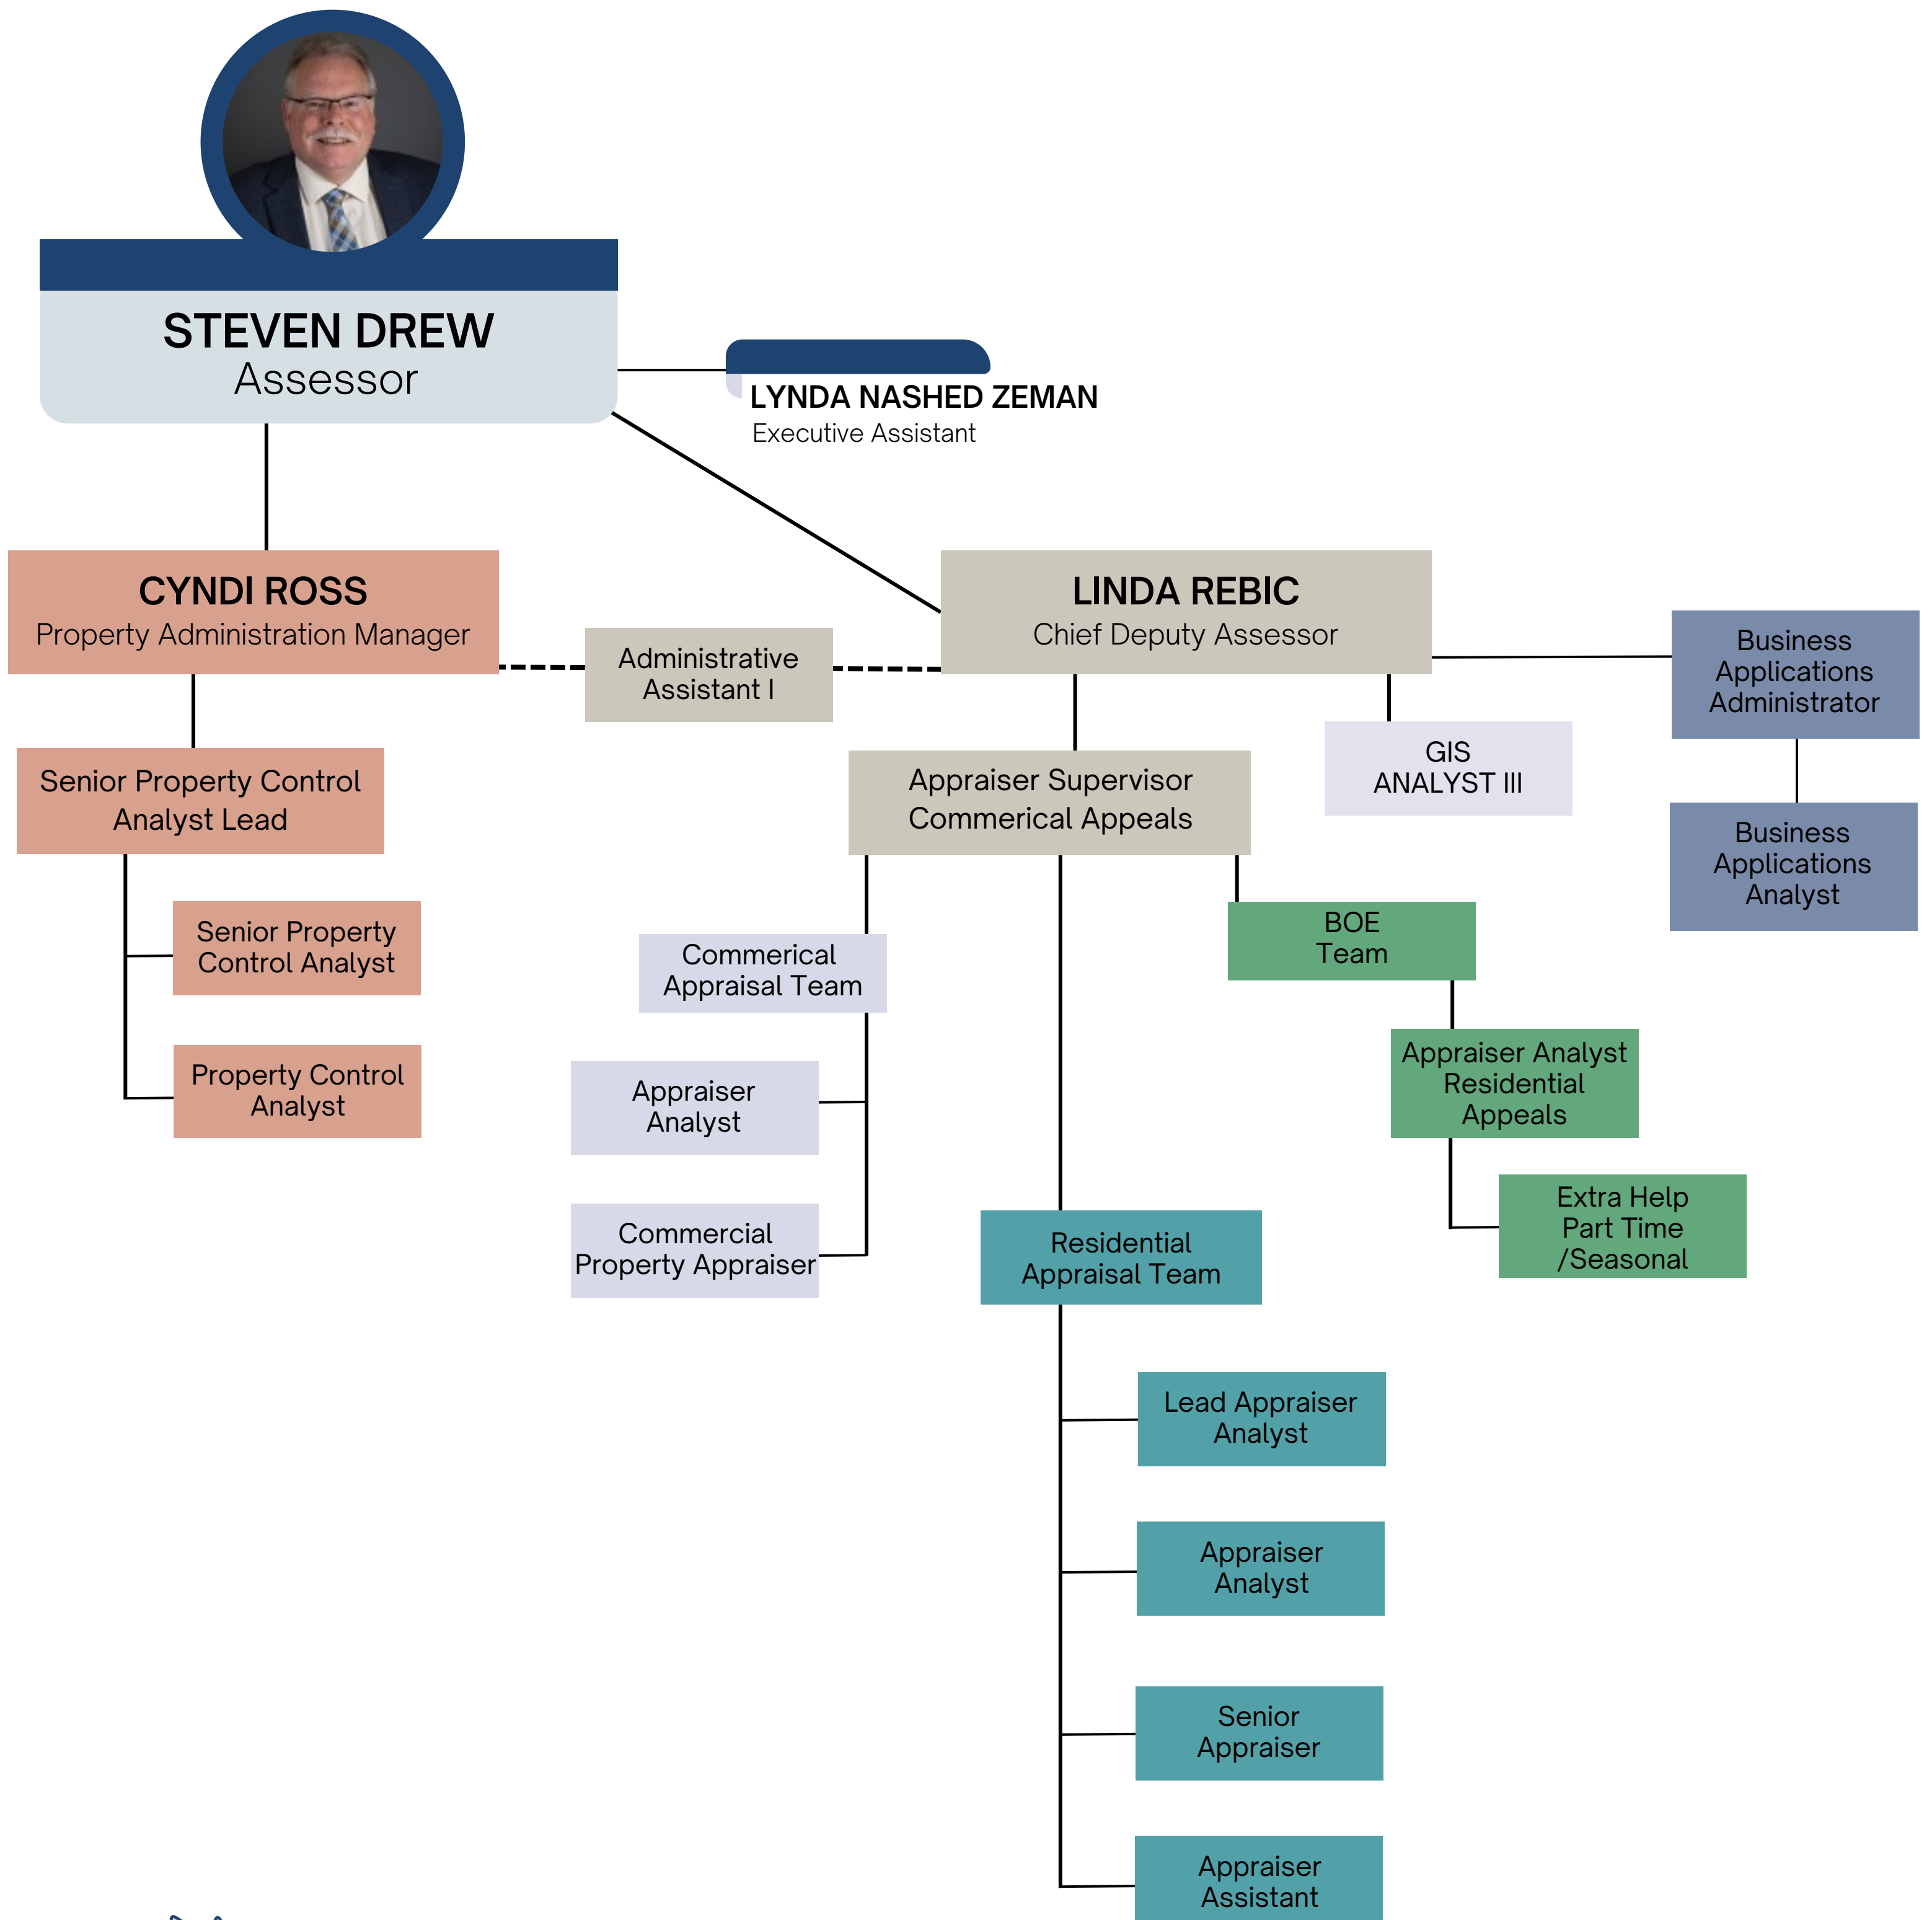 STEVEN DREW
Assessor
LYNDA NASHED ZEMAN
Executive Assistant
CYNDI ROSS
Property Administration Manager
Administrative
Assistant I
LINDA REBIC
Chief Deputy Assessor
Business
Applications
Administrator
Senior Property Control
Analyst Lead
Appraiser Supervisor
Commerical Appeals
GIS
ANALYST III
Business
Applications
Analyst
Senior Property
Control Analyst
Property Control
Analyst
Commerical
Appraisal Team
Appraiser
Analyst
Commercial
Property Appraiser
BOE
Team
Appraiser Analyst
Residential
Appeals
Extra Help
Part Time
/Seasonal
Residential
Appraisal Team
Lead Appraiser
Analyst
Appraiser
Analyst
Senior
Appraiser
Appraiser
Assistant